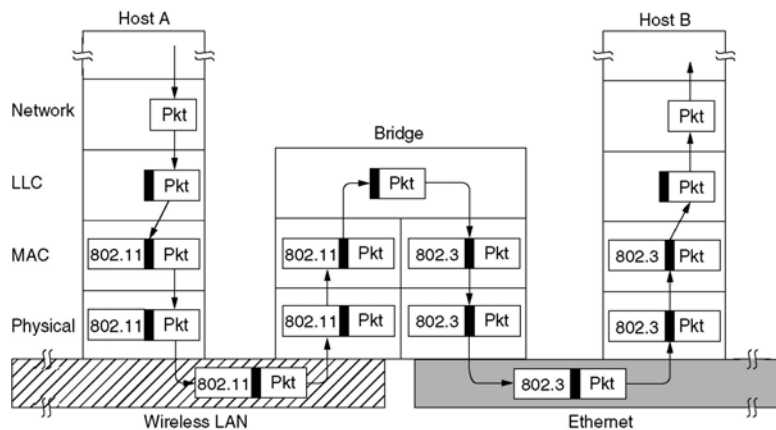 Host A
Host B
Network
Pkt
Pkt
Bridge
LLC
Pkt
Pkt
Pkt
MAC
802.11 Pkt
802.11 Pkt
802.3 Pkt
802.3 Pkt
Physical
802.11 Pkt
802.11 Pkt
802.3 Pkt
802.3 Pkt
802.11 Pkt
802.3 Pkt
Wireless LAN
Ethernet